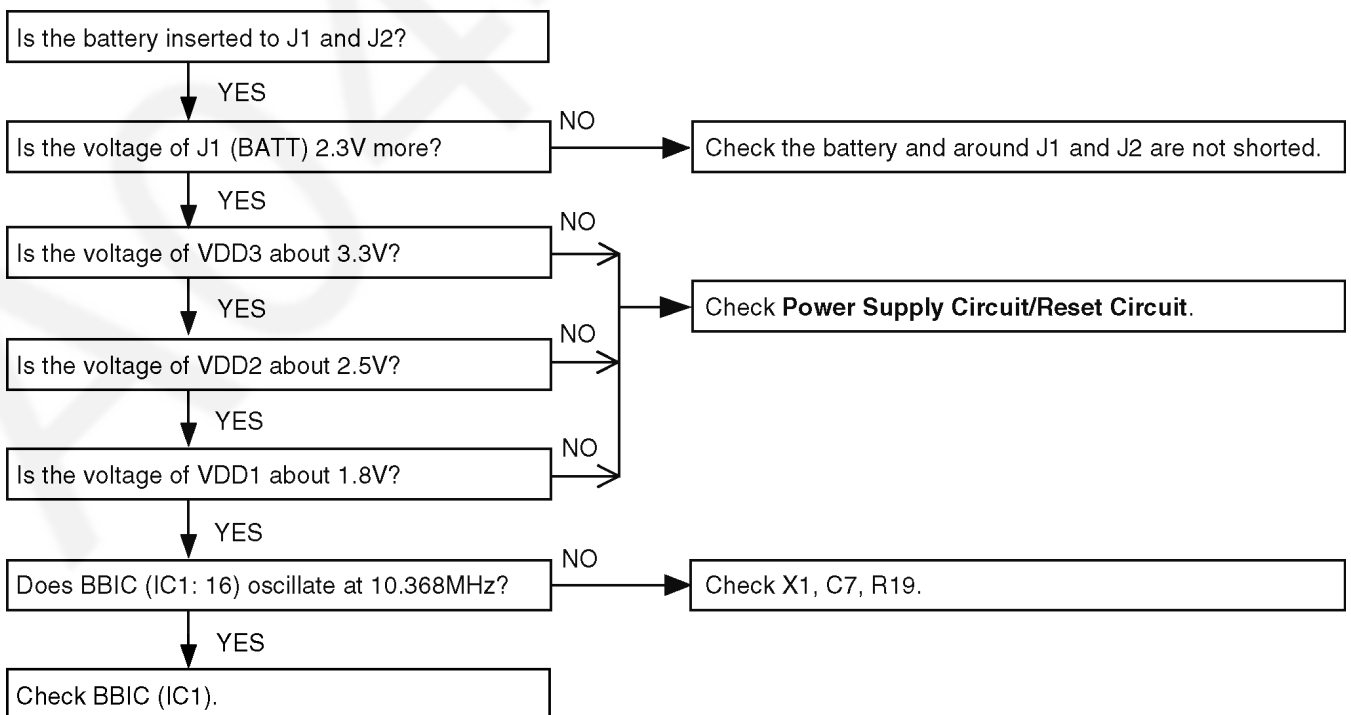 Is the battery inserted to J1 and J2?
YES
Is the voltage of J1 (BATT) 2.3V more?
NO
Check the battery and around J1 and J2 are not shorted.
YES
Is the voltage of VDD3 about 3.3V?
NO
Check Power Supply Circuit/Reset Circuit.
YES
Is the voltage of VDD2 about 2.5V?
NO
YES
Is the voltage of VDD1 about 1.8V?
NO
YES
Does BBIC (IC1: 16) oscillate at 10.368MHz?
NO
Check X1, C7, R19.
YES
Check BBIC (IC1).